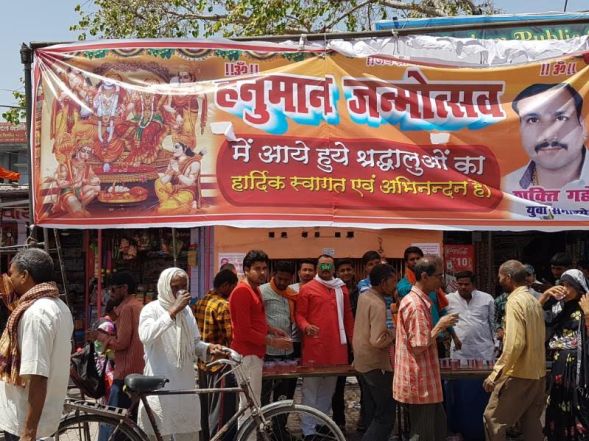 ॥ॐ॥
॥ॐ॥
हनुमान जन्मोत्सव
में आये हुये श्रद्धालुओं का
हार्दिक स्वागत एवं अभिनन्दन है।
युवा